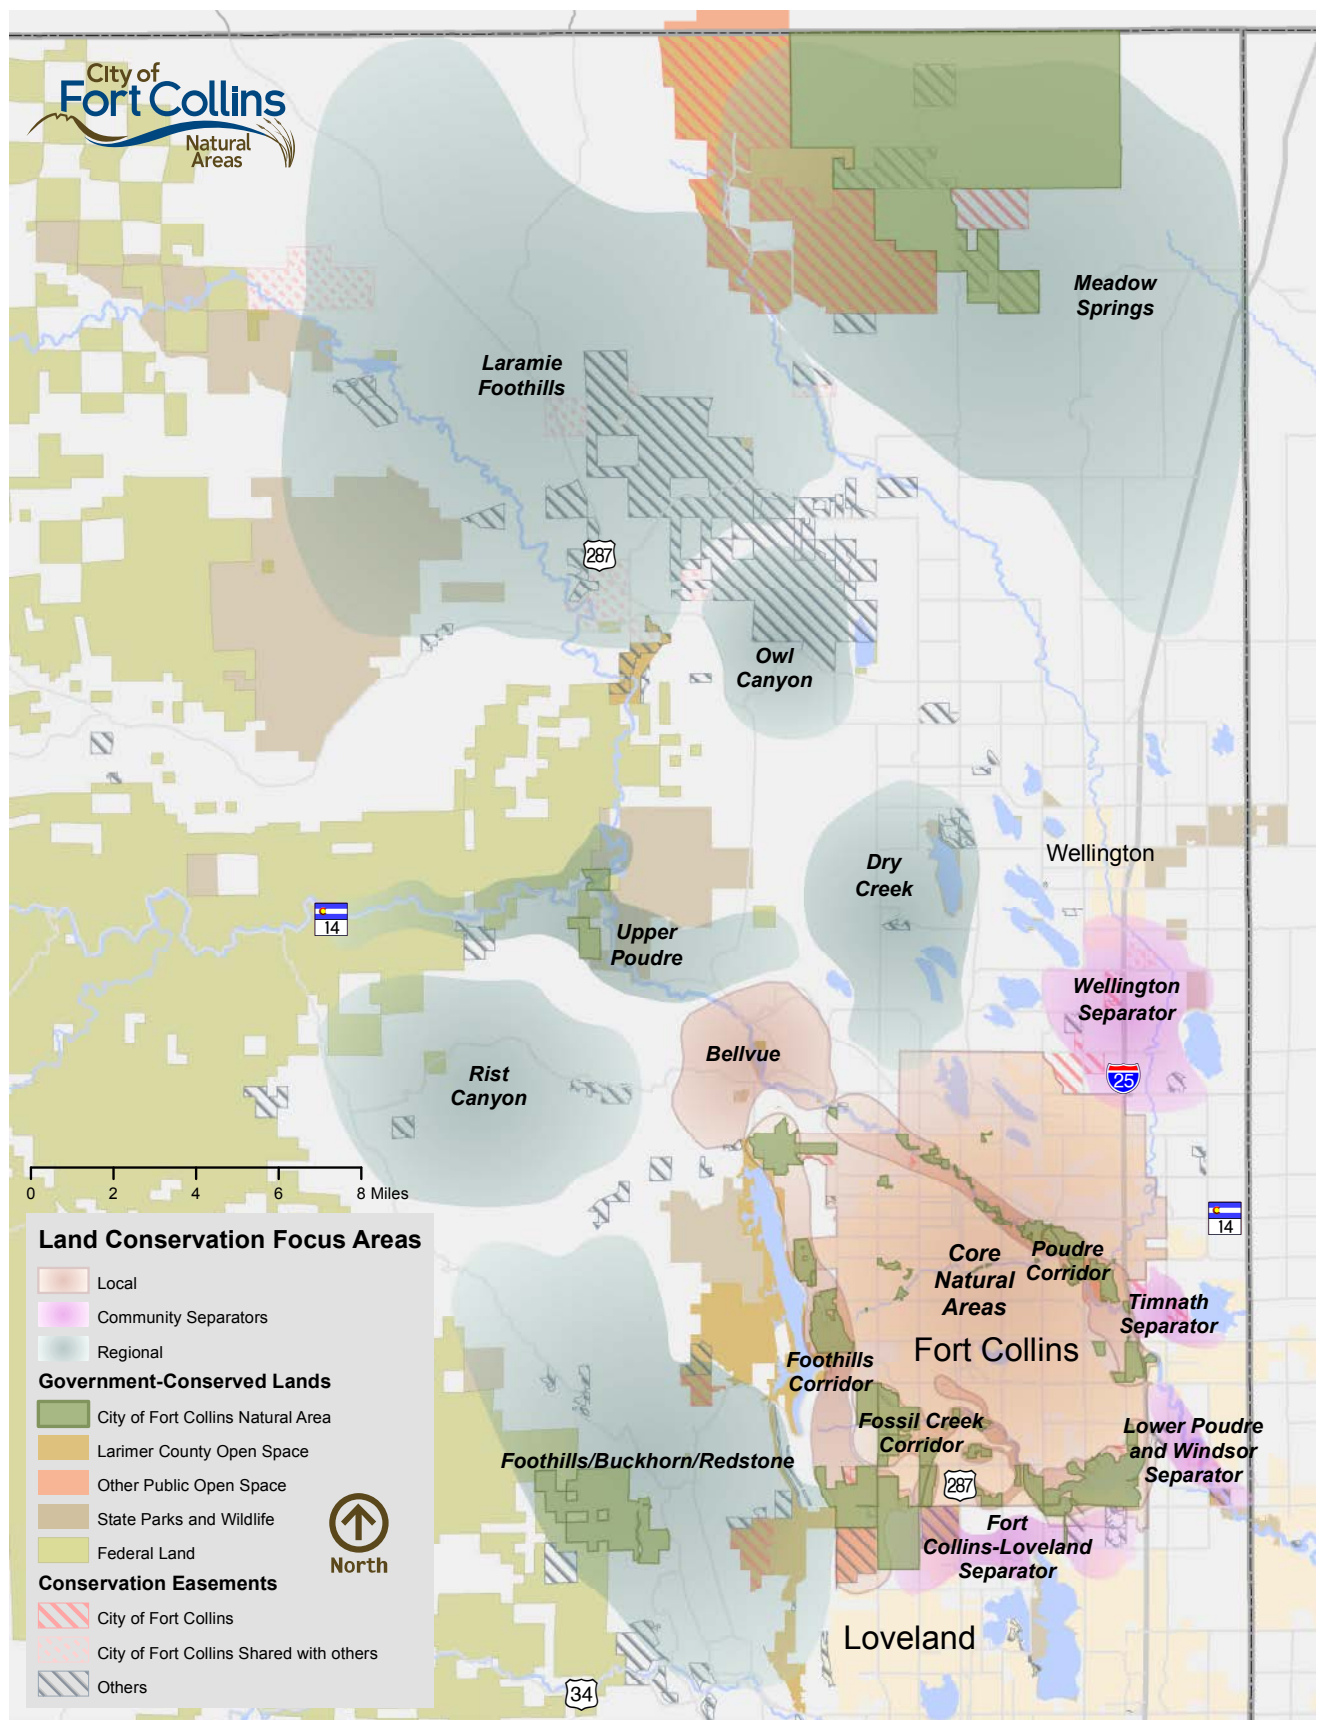 City of
Fort Collins
Natural
Areas
Meadow
Springs
Laramie
Foothills
287
Owl
Canyon
Wellington
Dry
Creek
14
Upper
Poudre
Wellington
Separator
Bellvue
Rist
Canyon
25
0 2 4 6 8 Miles
14
Core
Natural
Areas
Poudre
Corridor
Timnath
Separator
Fort Collins
Foothills
Corridor
Fossil Creek
Corridor
Lower Poudre
and Windsor
Separator
Foothills/Buckhorn/Redstone
287
Fort
Collins-Loveland
Separator
Loveland
34
Land Conservation Focus Areas
Local
Community Separators
Regional
Government-Conserved Lands
City of Fort Collins Natural Area
Larimer County Open Space
Other Public Open Space
State Parks and Wildlife
Federal Land
North
Conservation Easements
City of Fort Collins
City of Fort Collins Shared with others
Others